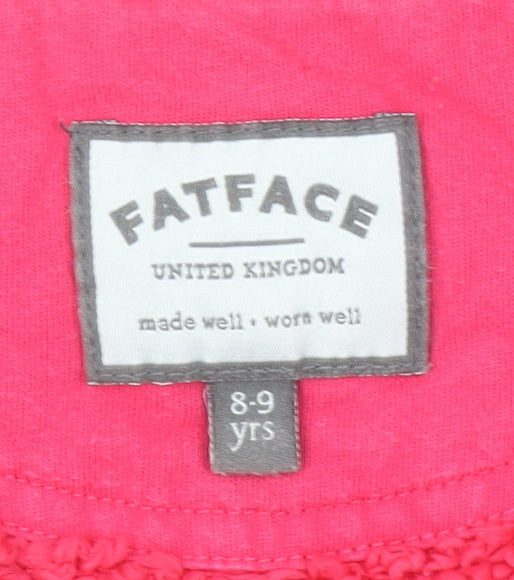 FATFACE
UNITED KINGDOM
made well • worn well
8-9
yrs